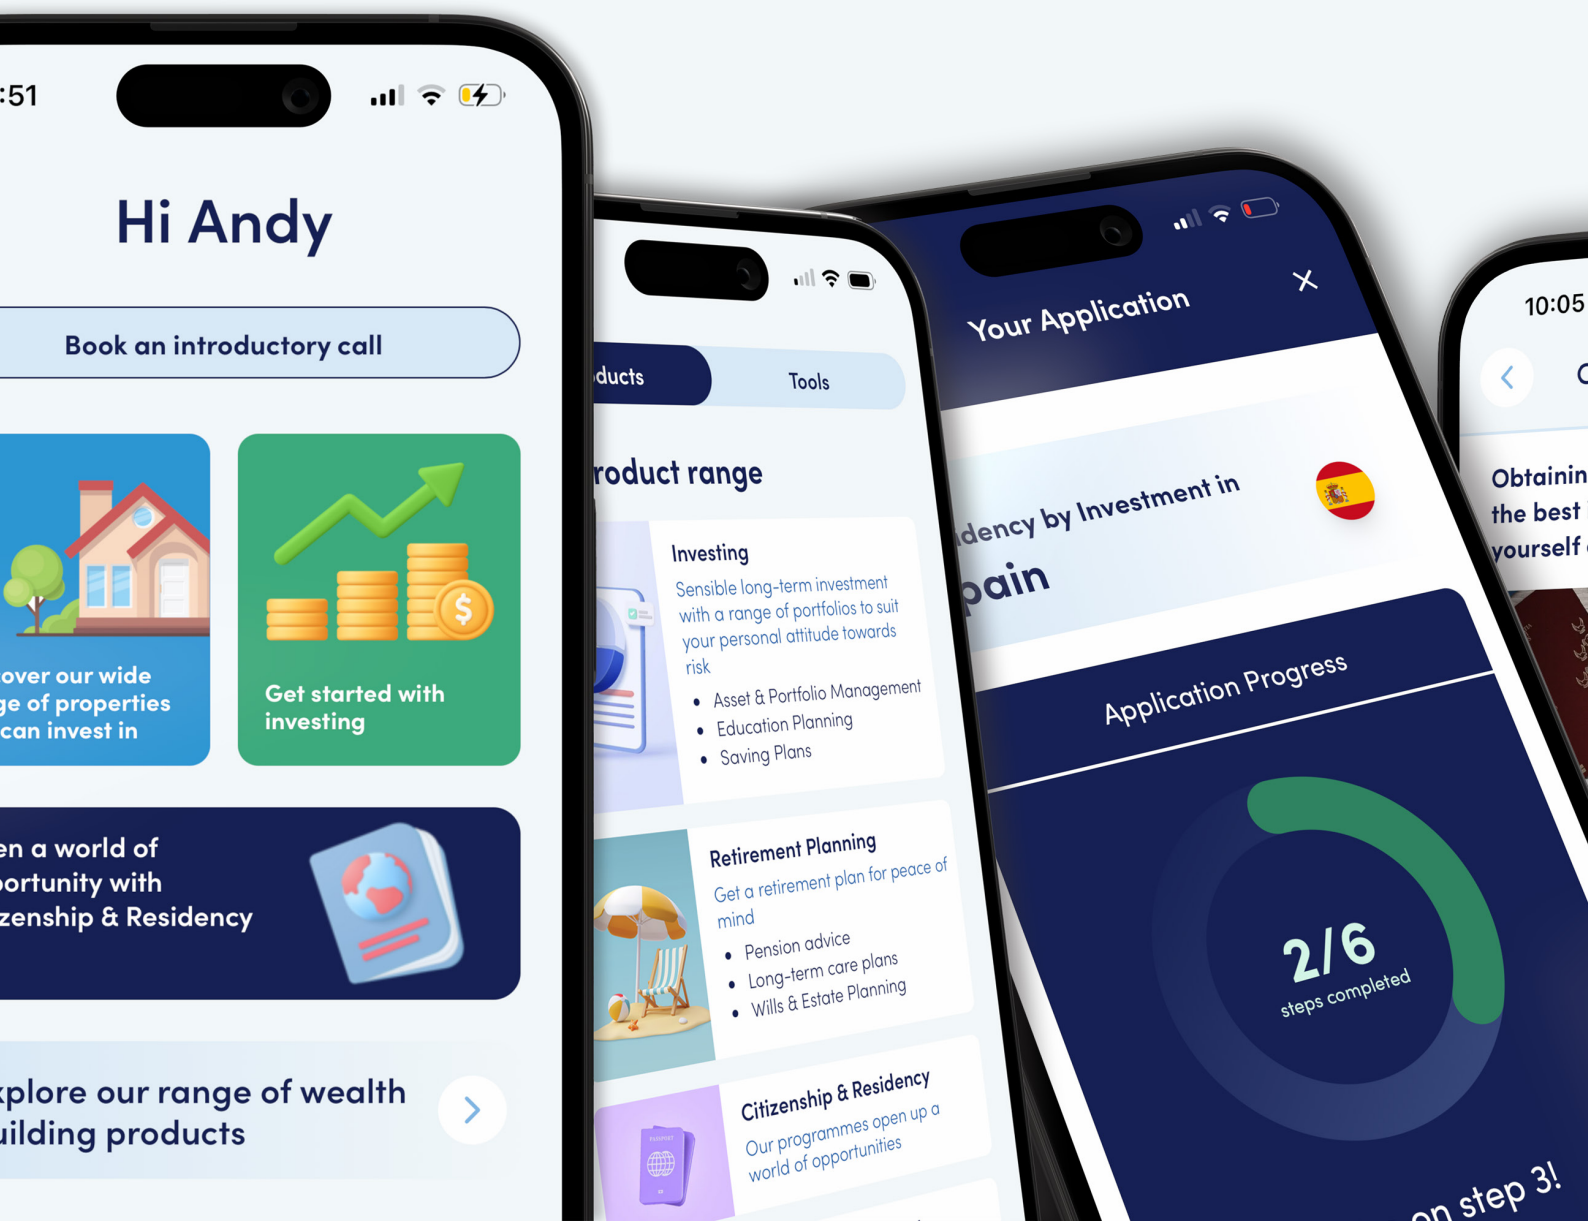 :51
Hi Andy
Book an introductory call
over our wide
ge of properties
can invest in
Get started with
investing
en a world of
portunity with
zenship & Residency
xplore our range of wealth
uilding products
ducts
Tools
roduct range
Investing
Sensible long-term investment
with a range of portfolios to suit
your personal attitude towards
risk
• Asset & Portfolio Management
• Education Planning
• Saving Plans
Retirement Planning
Get a retirement plan for peace of
mind
• Pension advice
• Long-term care plans
• Wills & Estate Planning
PASSPORT
Citizenship & Residency
Our programmes open up a
world of opportunities
Your Application
dency by Investment in
pain
Application Progress
2/6
steps completed
on step 3!
10:05
Obtainin
the best
yourself